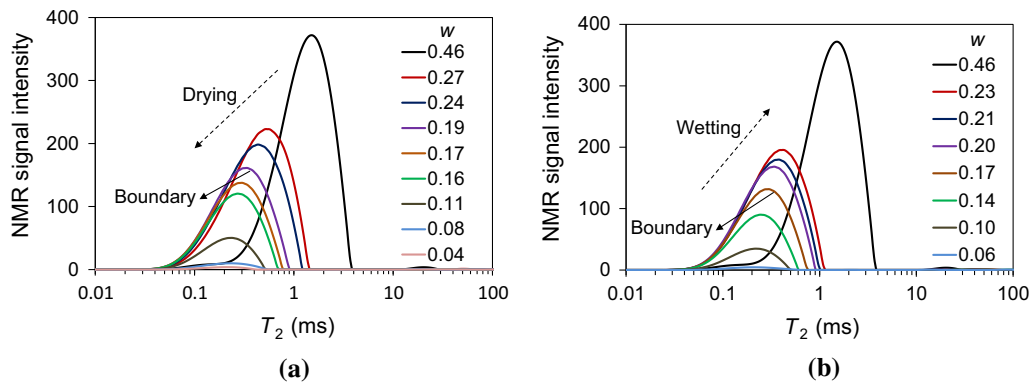 NMR signal intensity
400
300
200
100
0
0.01 0.1 1 10 100
T2 (ms)
Drying
Boundary
w
0.46
0.27
0.24
0.19
0.17
0.16
0.11
0.08
0.04
(a)
NMR signal intensity
400
300
200
100
0
0.01 0.1 1 10 100
T2 (ms)
Wetting
Boundary
w
0.46
0.23
0.21
0.20
0.17
0.14
0.10
0.06
(b)